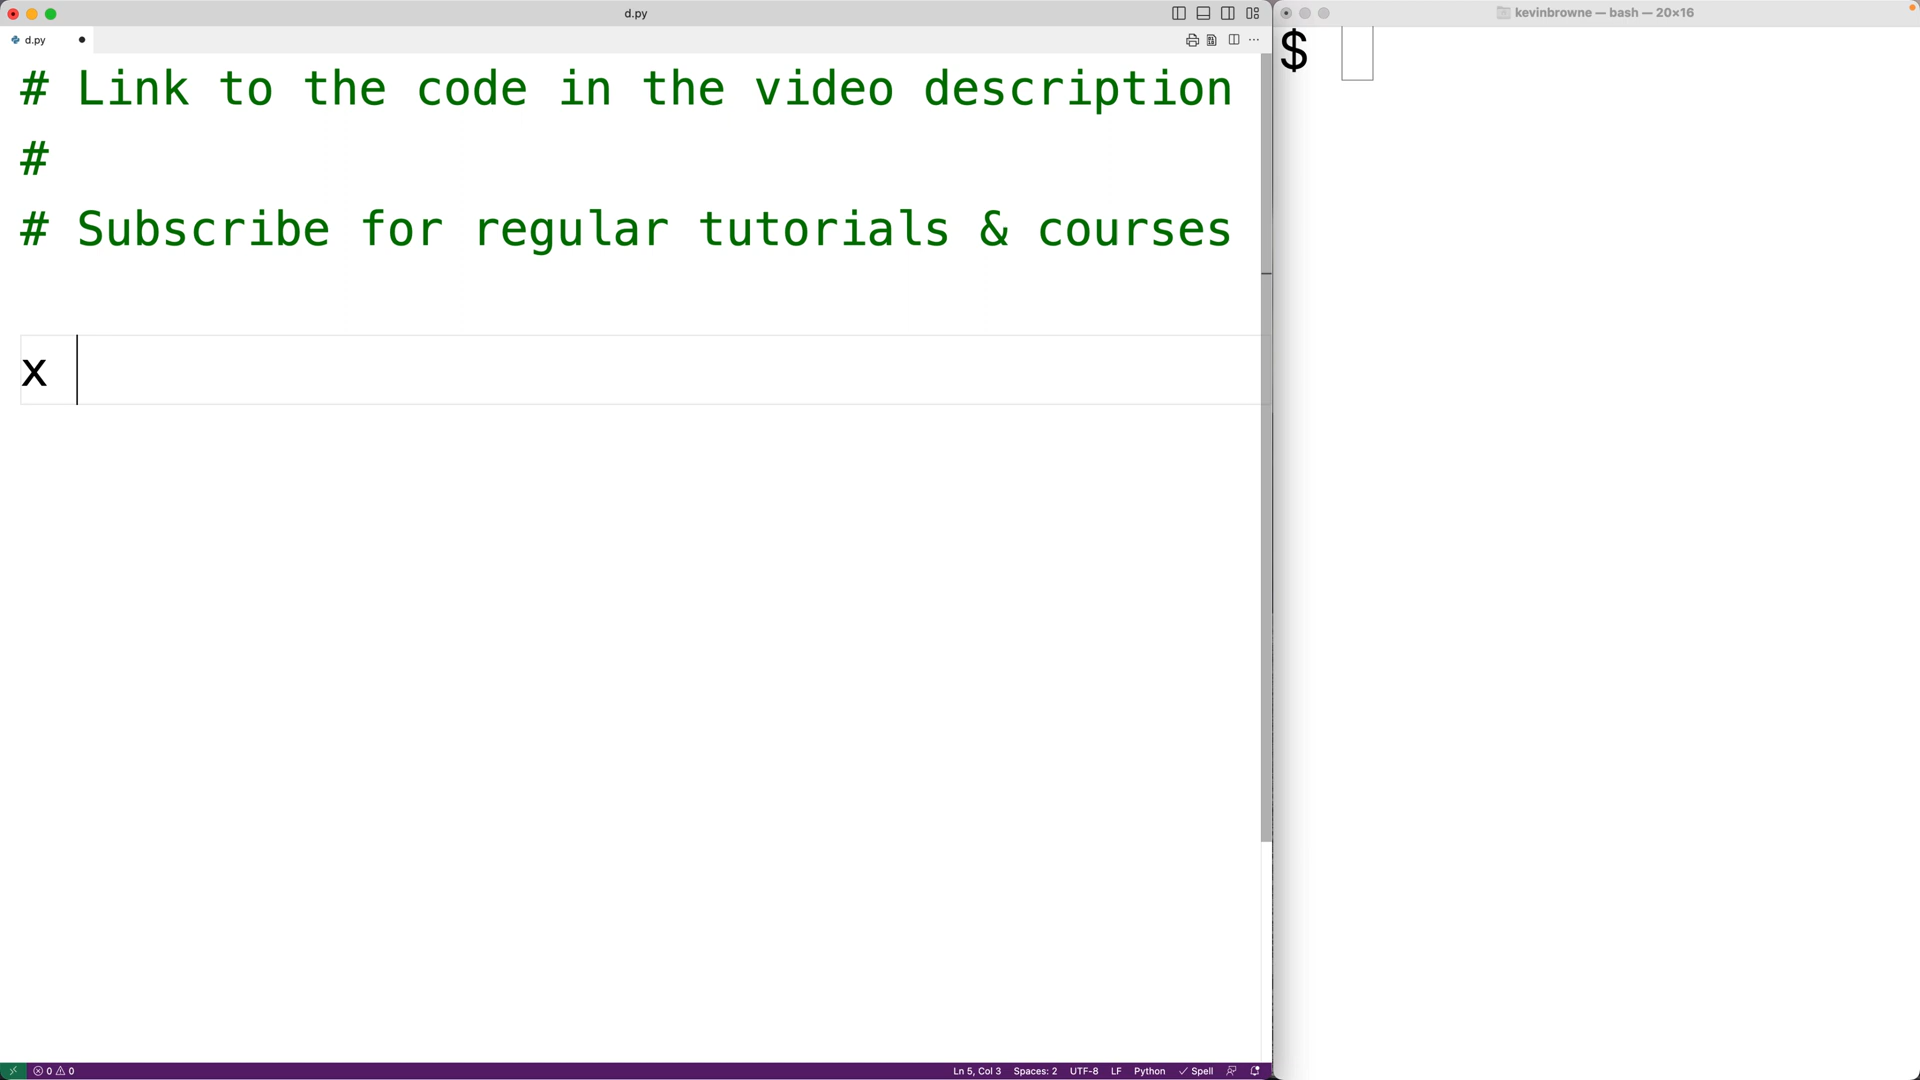 d.py
kevinbrowne — bash — 20×16
d.py
$
# Link to the code in the video description
#
# Subscribe for regular tutorials & courses
x
0 0
Ln 5, Col 3 Spaces: 2 UTF-8 LF Python Spell